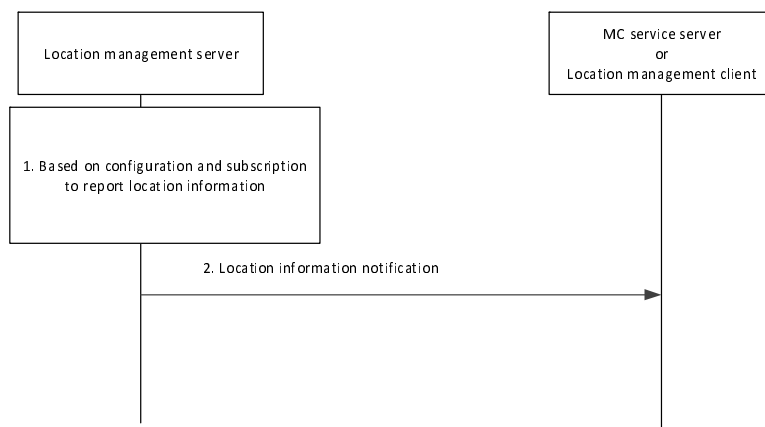 Location management server
MC service server
or
Location management client
1. Based on configuration and subscription
to report location information
2. Location information notification